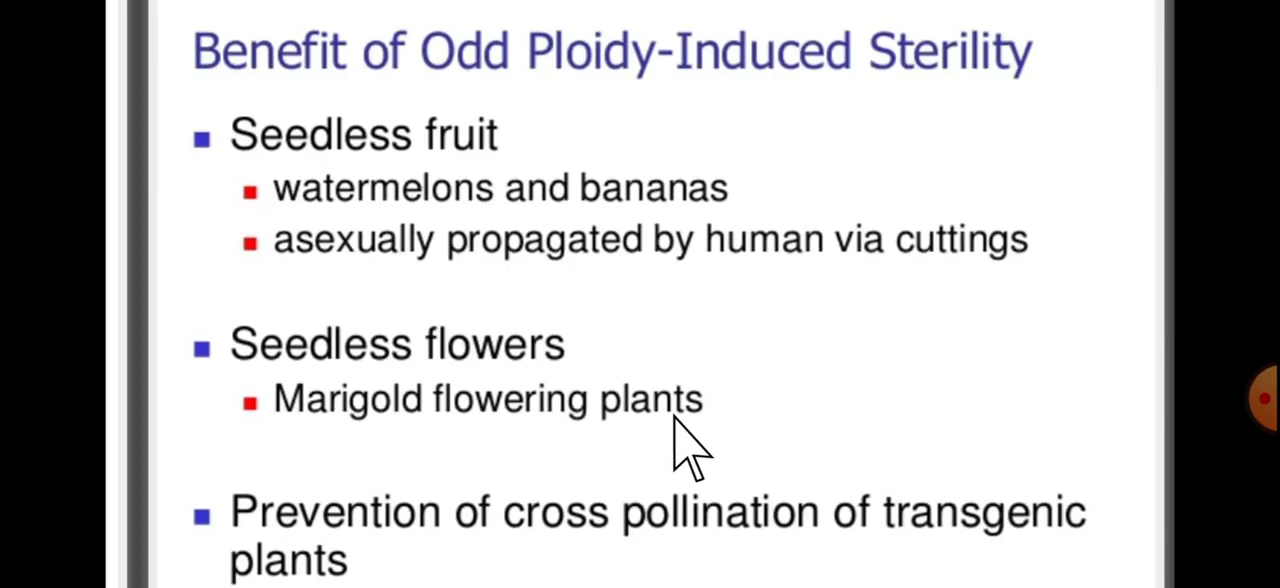 Benefit of Odd Ploidy-Induced Sterility
Seedless fruit
watermelons and bananas
asexually propagated by human via cuttings
Seedless flowers
Marigold flowering plants
Prevention of cross pollination of transgenic
plants